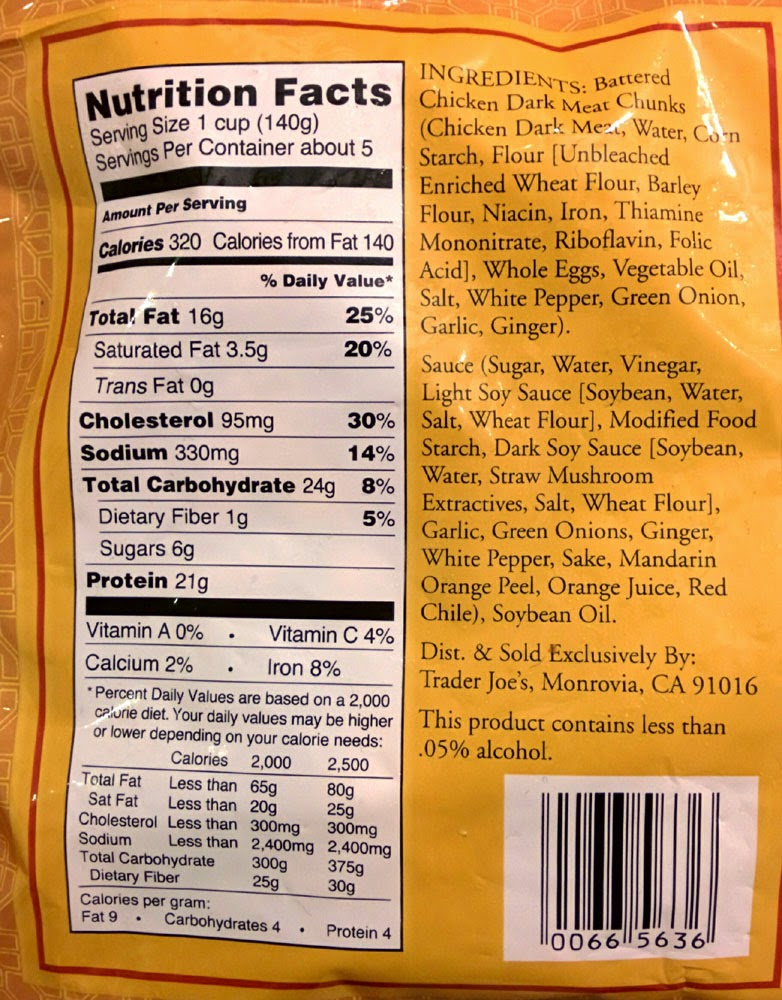 Nutrition Facts
Serving Size 1 cup (140g)
Servings Per Container about 5
Amount Per Serving
Calories 320 Calories from Fat 140
% Daily Value*
Total Fat 16g 25%
Saturated Fat 3.5g 20%
Trans Fat 0g
Cholesterol 95mg 30%
Sodium 330mg 14%
Total Carbohydrate 24g 8%
Dietary Fiber 1g 5%
Sugars 6g
Protein 21g
Vitamin A 0% • Vitamin C 4%
Calcium 2% • Iron 8%
*Percent Daily Values are based on a 2,000
calorie diet. Your daily values may be higher
or lower depending on your calorie needs:
Calories 2,000 2,500
Total Fat Less than 65g 80g
Sat Fat Less than 20g 25g
Cholesterol Less than 300mg 300mg
Sodium Less than 2,400mg 2,400mg
Total Carbohydrate 300g 375g
Dietary Fiber 25g 30g
Calories per gram:
Fat 9 • Carbohydrates 4 • Protein 4
INGREDIENTS: Battered
Chicken Dark Meat Chunks
(Chicken Dark Meat, Water, Corn
Starch, Flour [Unbleached
Enriched Wheat Flour, Barley
Flour, Niacin, Iron, Thiamine
Mononitrate, Riboflavin, Folic
Acid], Whole Eggs, Vegetable Oil,
Salt, White Pepper, Green Onion,
Garlic, Ginger).
Sauce (Sugar, Water, Vinegar,
Light Soy Sauce [Soybean, Water,
Salt, Wheat Flour], Modified Food
Starch, Dark Soy Sauce [Soybean,
Water, Straw Mushroom
Extractives, Salt, Wheat Flour],
Garlic, Green Onions, Ginger,
White Pepper, Sake, Mandarin
Orange Peel, Orange Juice, Red
Chile), Soybean Oil.
Dist. & Sold Exclusively By:
Trader Joe's, Monrovia, CA 91016
This product contains less than
.05% alcohol.
0066 5636